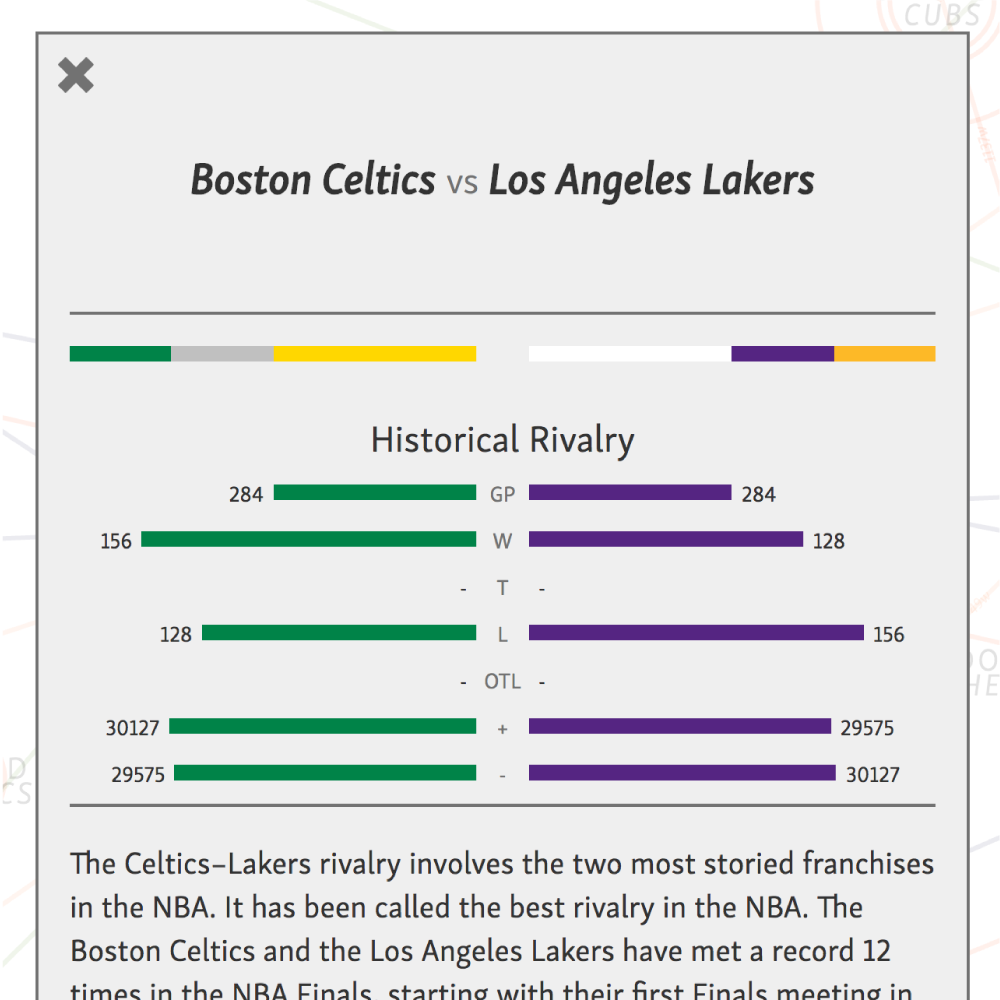 CUBS
Boston Celtics vs Los Angeles Lakers
Historical Rivalry
284 GP 284
156 W 128
- T -
128 L 156
- OTL -
30127 + 29575
29575 - 30127
The Celtics–Lakers rivalry involves the two most storied franchises
in the NBA. It has been called the best rivalry in the NBA. The
Boston Celtics and the Los Angeles Lakers have met a record 12
times in the NBA Finals, starting with their first Finals meeting in